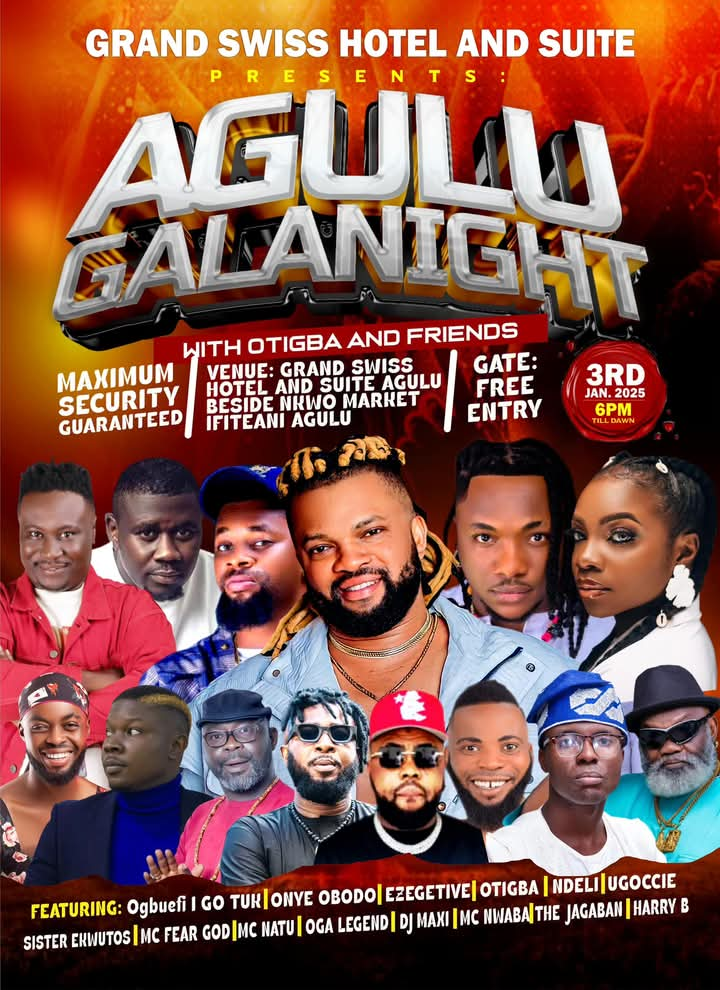 GRAND SWISS HOTEL AND SUITE
PRESENTS:
AGULU
GALANIGHT
WITH OTIGBA AND FRIENDS
MAXIMUM
SECURITY
GUARANTEED
VENUE: GRAND SWISS
HOTEL AND SUITE AGULU
BESIDE NKWO MARKET
IFITEANI AGULU
GATE:
FREE
ENTRY
3RD
JAN. 2025
6PM
TILL DAWN
FEATURING: Ogbuefi I GO TUK|ONYE OBODO|EZEGETIVE|OTIGBA|NDELI|UGOCCIE
SISTER EKWUTOS|MC FEAR GOD|MC NATU|OGA LEGEND|DJ MAXI|MC NWABA|THE JAGABAN|HARRY B